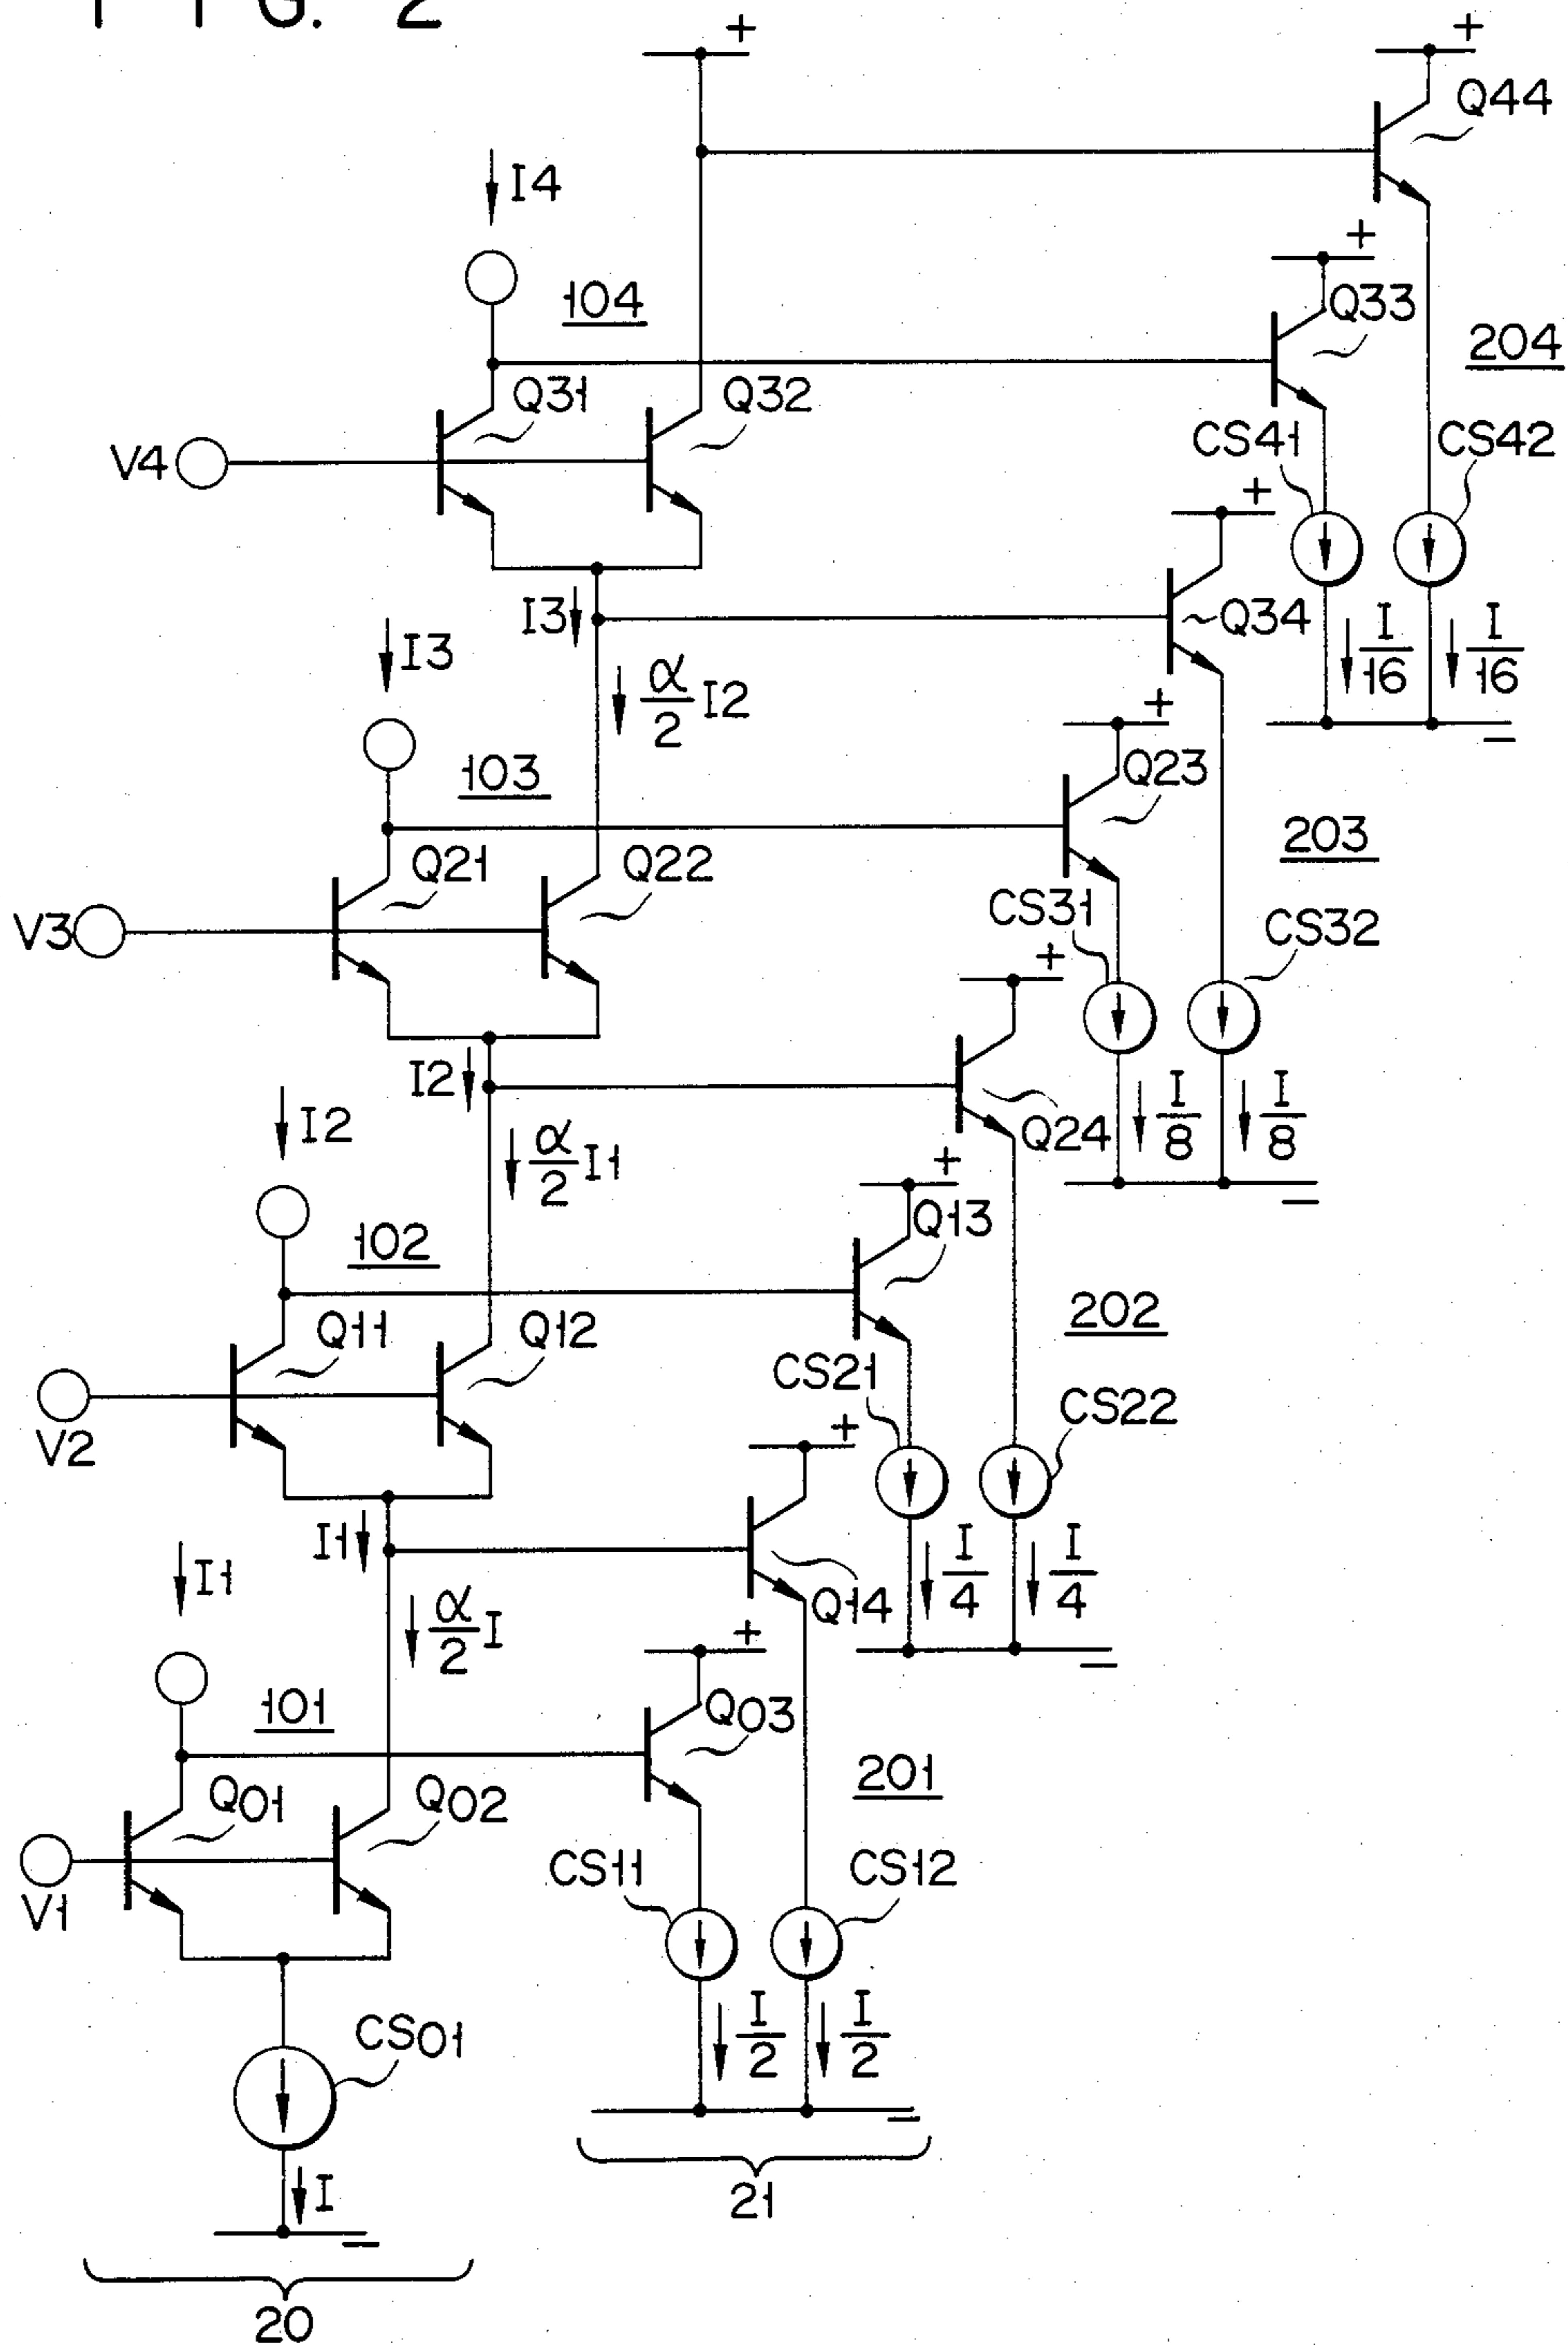 FIG. 2
+
+
Q44
I4
+
104
Q33
204
Q31
Q32
CS41
CS42
V4
+
I3
Q34
I/16
I/16
I3
α/2 I2
+
−
103
Q23
203
Q21
Q22
CS31
CS32
V3
+
I2
I/8
I/8
I2
Q24
α/2 I1
+
−
102
Q13
202
Q11
Q12
CS21
CS22
V2
+
I1
I/4
I/4
I1
Q14
α/2 I
+
−
101
Q03
201
Q01
Q02
CS11
CS12
V1
I/2
I/2
CS01
−
21
I
−
20